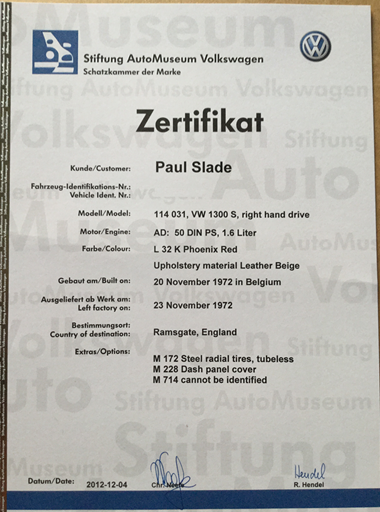 Stiftung AutoMuseum Volkswagen
Schatzkammer der Marke
Zertifikat
Kunde/Customer: Paul Slade
Fahrzeug-Identifikations-Nr.:
Vehicle Ident. Nr.:
Modell/Model: 114 031, VW 1300 S, right hand drive
Motor/Engine: AD: 50 DIN PS, 1.6 Liter
Farbe/Colour: L 32 K Phoenix Red
Upholstery material Leather Beige
Gebaut am/Built on: 20 November 1972 in Belgium
Ausgeliefert ab Werk am:
Left factory on: 23 November 1972
Bestimmungsort:
Country of destination: Ramsgate, England
Extras/Options:
M 172 Steel radial tires, tubeless
M 228 Dash panel cover
M 714 cannot be identified
Datum/Date: 2012-12-04
R. Hendel